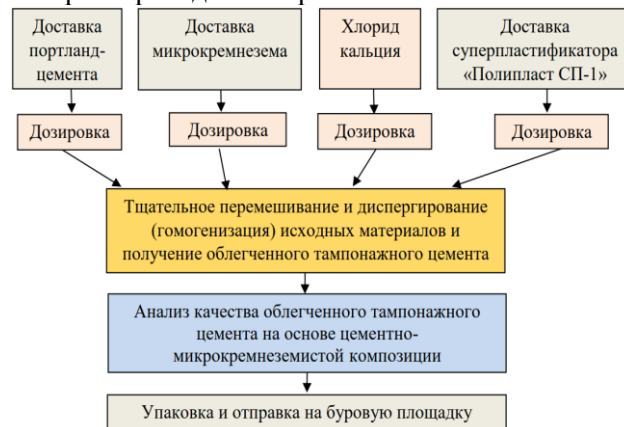 Доставка
портланд-
цемента
Доставка
микрокремнезема
Хлорид
кальция
Доставка
суперпластификатора
«Полипласт СП-1»
Дозировка
Дозировка
Дозировка
Дозировка
Тщательное перемешивание и диспергирование
(гомогенизация) исходных материалов и
получение облегченного тампонажного цемента
Анализ качества облегченного тампонажного
цемента на основе цементно-
микрокремнеземистой композиции
Упаковка и отправка на буровую площадку